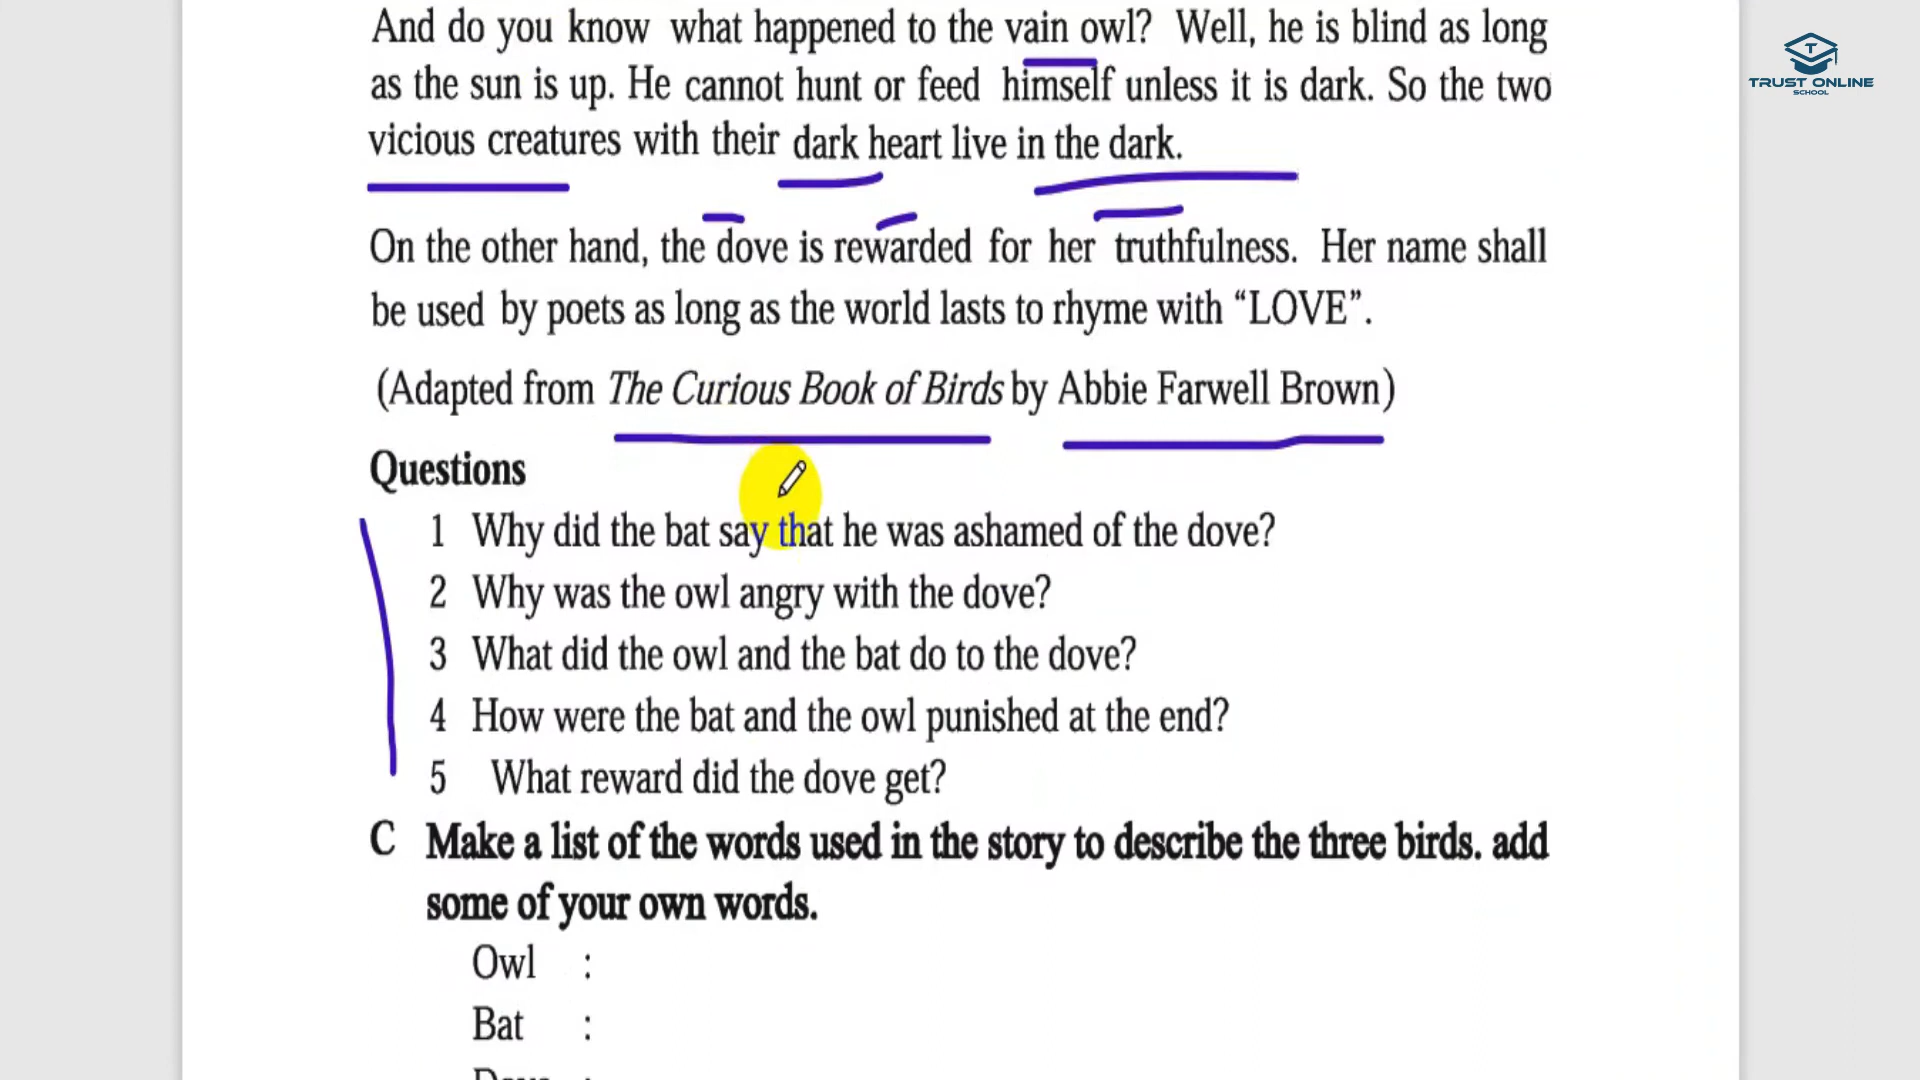 And do you know what happened to the vain owl? Well, he is blind as long
as the sun is up. He cannot hunt or feed himself unless it is dark. So the two
vicious creatures with their dark heart live in the dark.
On the other hand, the dove is rewarded for her truthfulness. Her name shall
be used by poets as long as the world lasts to rhyme with “LOVE”.
(Adapted from The Curious Book of Birds by Abbie Farwell Brown)
Questions
1 Why did the bat say that he was ashamed of the dove?
2 Why was the owl angry with the dove?
3 What did the owl and the bat do to the dove?
4 How were the bat and the owl punished at the end?
5 What reward did the dove get?
C Make a list of the words used in the story to describe the three birds. add
some of your own words.
Owl :
Bat :
Dove :
T
TRUST ONLINE
SCHOOL